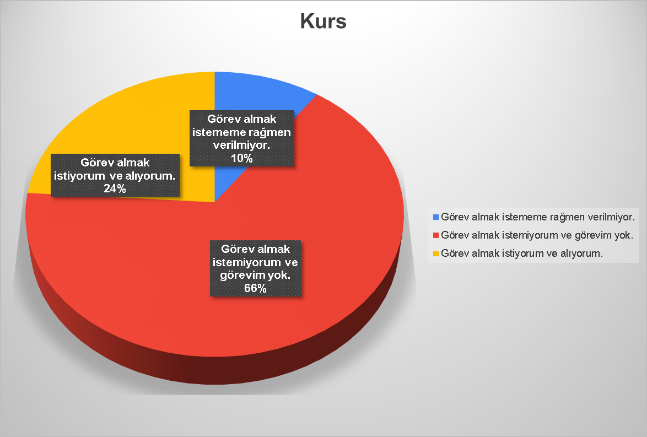 Kurs
Görev almak
istememe rağmen
verilmiyor.
10%
Görev almak
istiyorum ve alıyorum.
24%
Görev almak
istemiyorum ve
görevim yok.
66%
Görev almak istememe rağmen verilmiyor.
Görev almak istemiyorum ve görevim yok.
Görev almak istiyorum ve alıyorum.